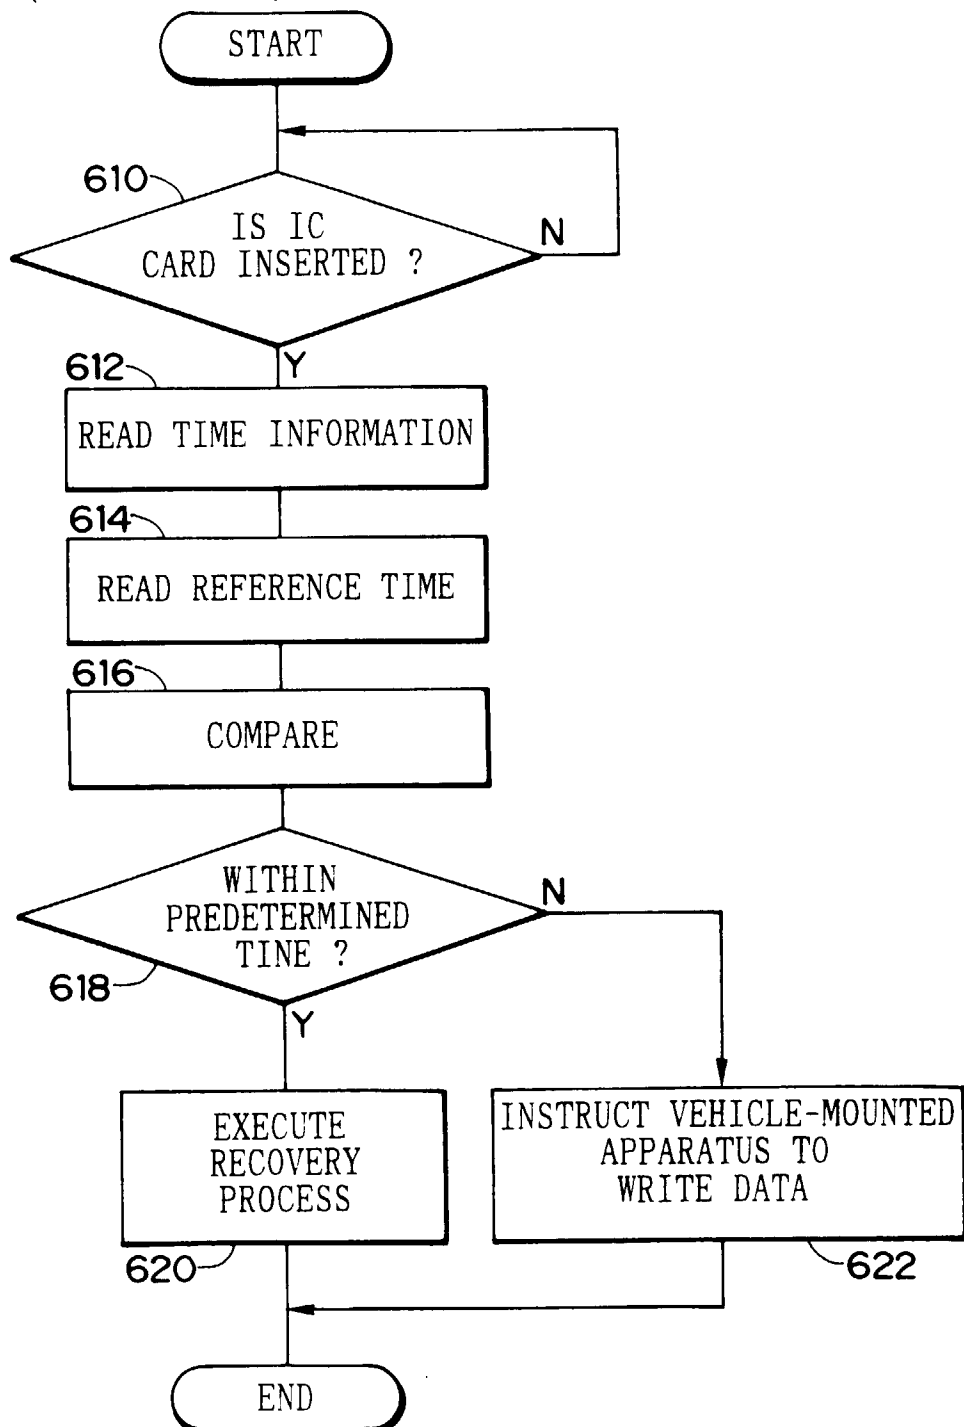 START
610
IS IC
CARD INSERTED ?
N
Y
612
READ TIME INFORMATION
614
READ REFERENCE TIME
616
COMPARE
WITHIN
PREDETERMINED
TINE ?
N
618
Y
EXECUTE
RECOVERY
PROCESS
620
INSTRUCT VEHICLE-MOUNTED
APPARATUS TO
WRITE DATA
622
END